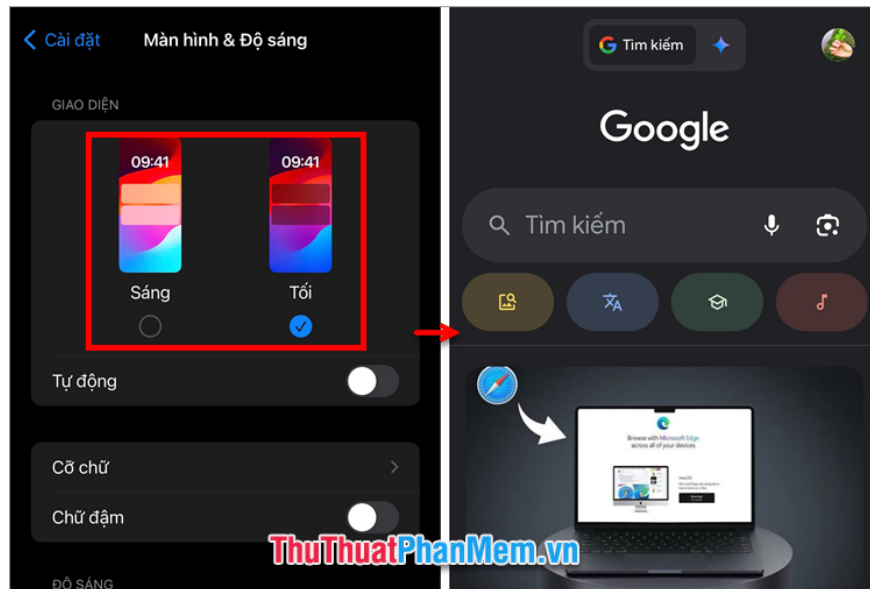 Cài đặt
Màn hình & Độ sáng
GIAO DIỆN
09:41
09:41
Sáng
Tối
Tự động
Cỡ chữ
Chữ đậm
ĐỘ SÁNG
Tìm kiếm
Google
Tìm kiếm
Browse with Microsoft Edge
across all of your devices
macOS
ThuThuatPhanMem.vn